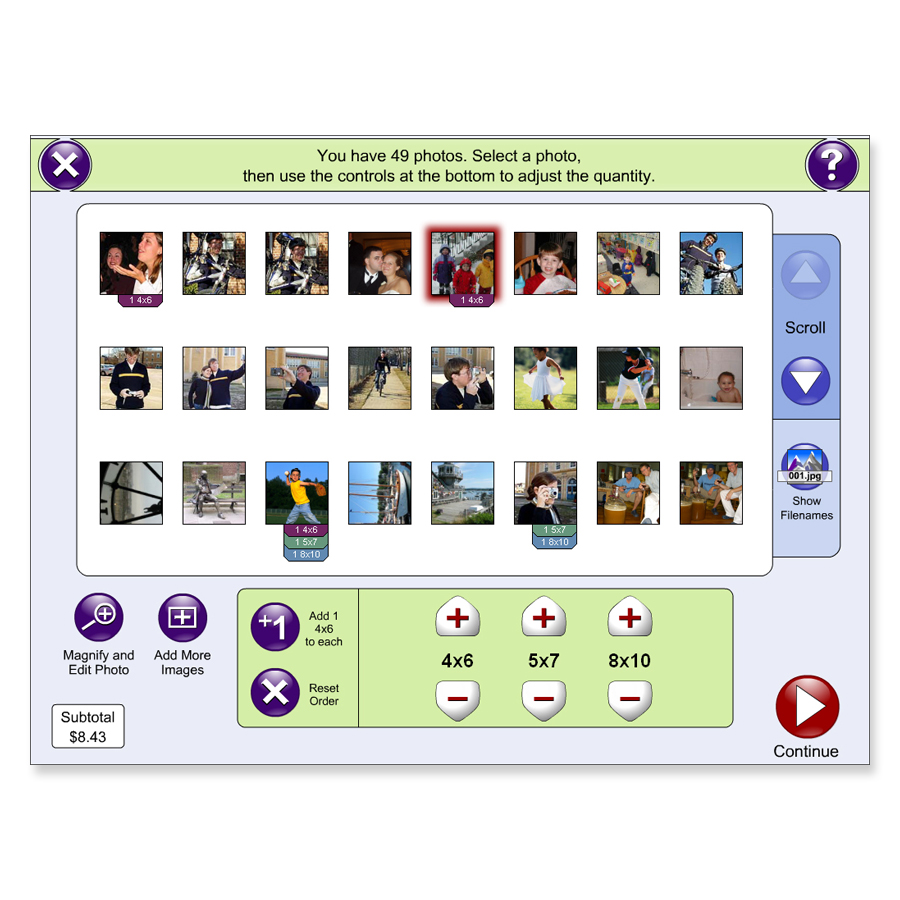 You have 49 photos. Select a photo,
then use the controls at the bottom to adjust the quantity.
?
1 4x6
1 4x6
Scroll
001.jpg
Show
Filenames
1 4x6
1 5x7
1 8x10
1 5x7
1 8x10
Magnify and
Edit Photo
Add More
Images
+1
Add 1
4x6
to each
Reset
Order
4x6
5x7
8x10
Subtotal
$8.43
Continue